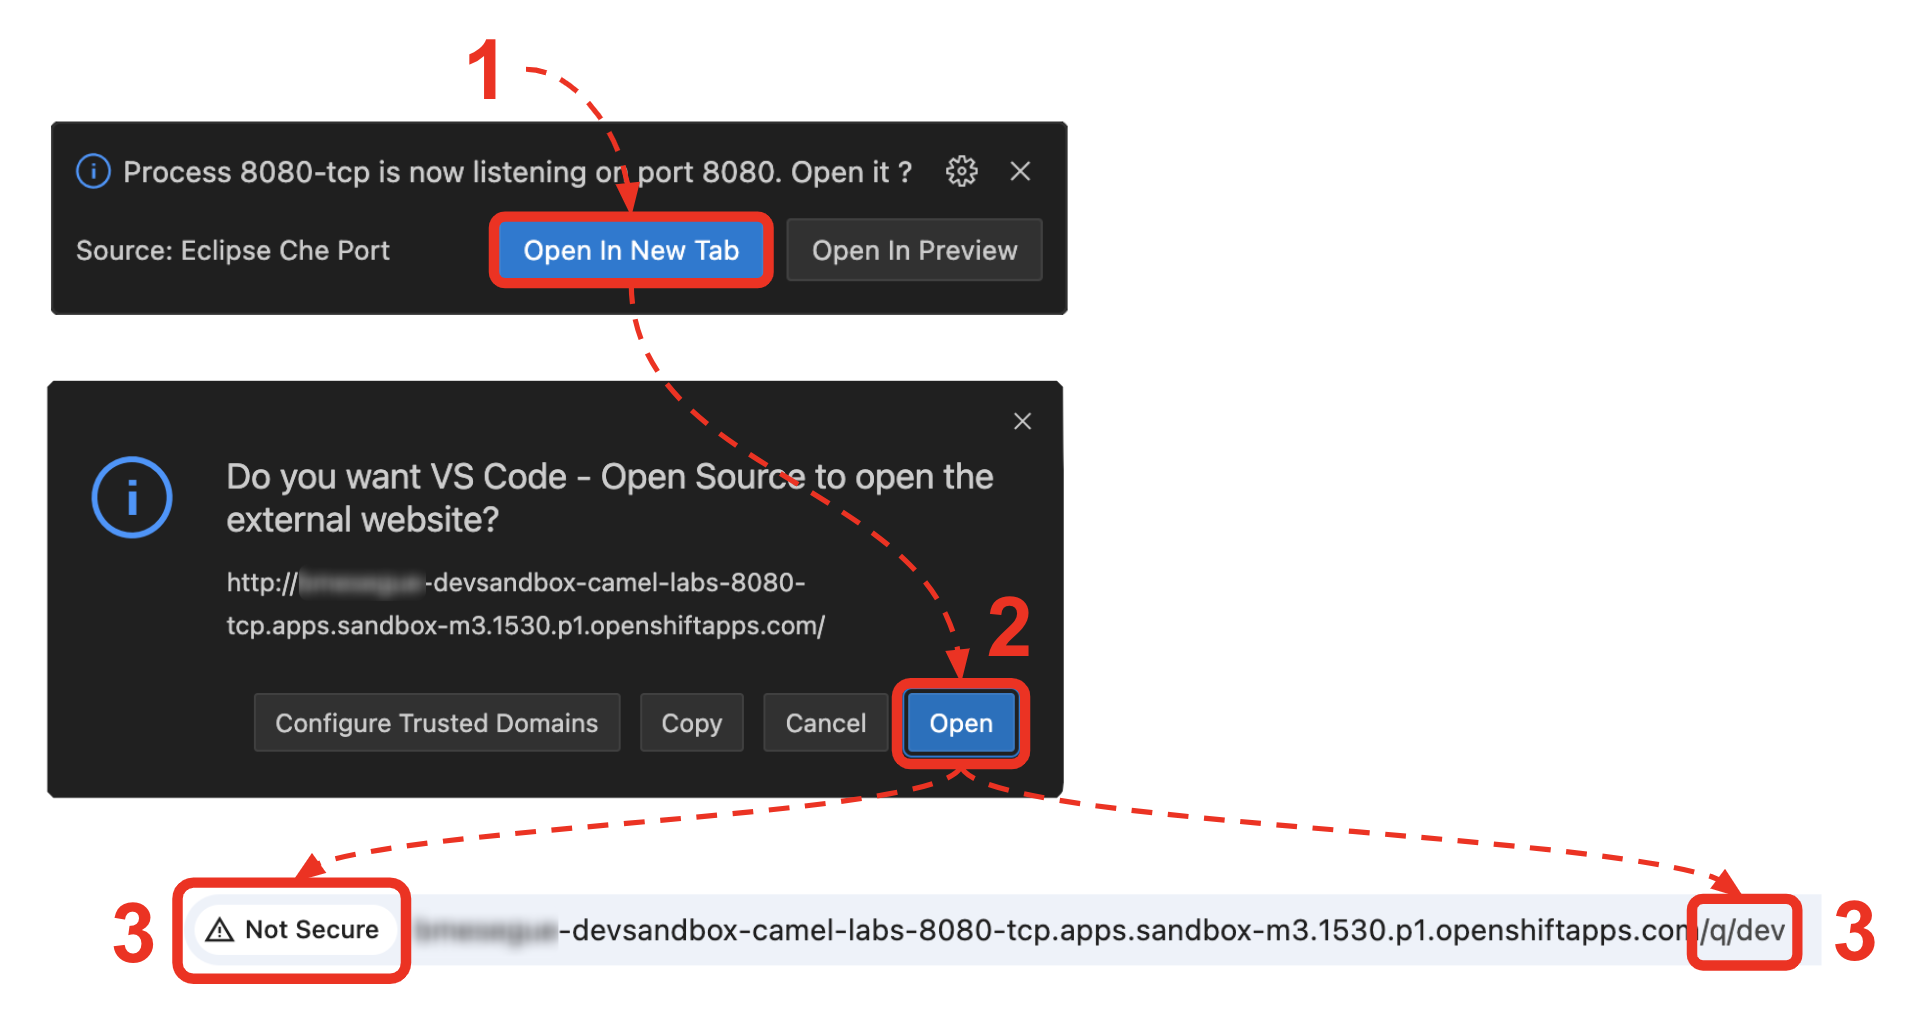 1
Process 8080-tcp is now listening on port 8080. Open it ?
Source: Eclipse Che Port
Open In New Tab
Open In Preview
Do you want VS Code - Open Source to open the
external website?
http://
-devsandbox-camel-labs-8080-
tcp.apps.sandbox-m3.1530.p1.openshiftapps.com/
2
Configure Trusted Domains
Copy
Cancel
Open
3
Not Secure
-devsandbox-camel-labs-8080-tcp.apps.sandbox-m3.1530.p1.openshiftapps.com/q/dev
3